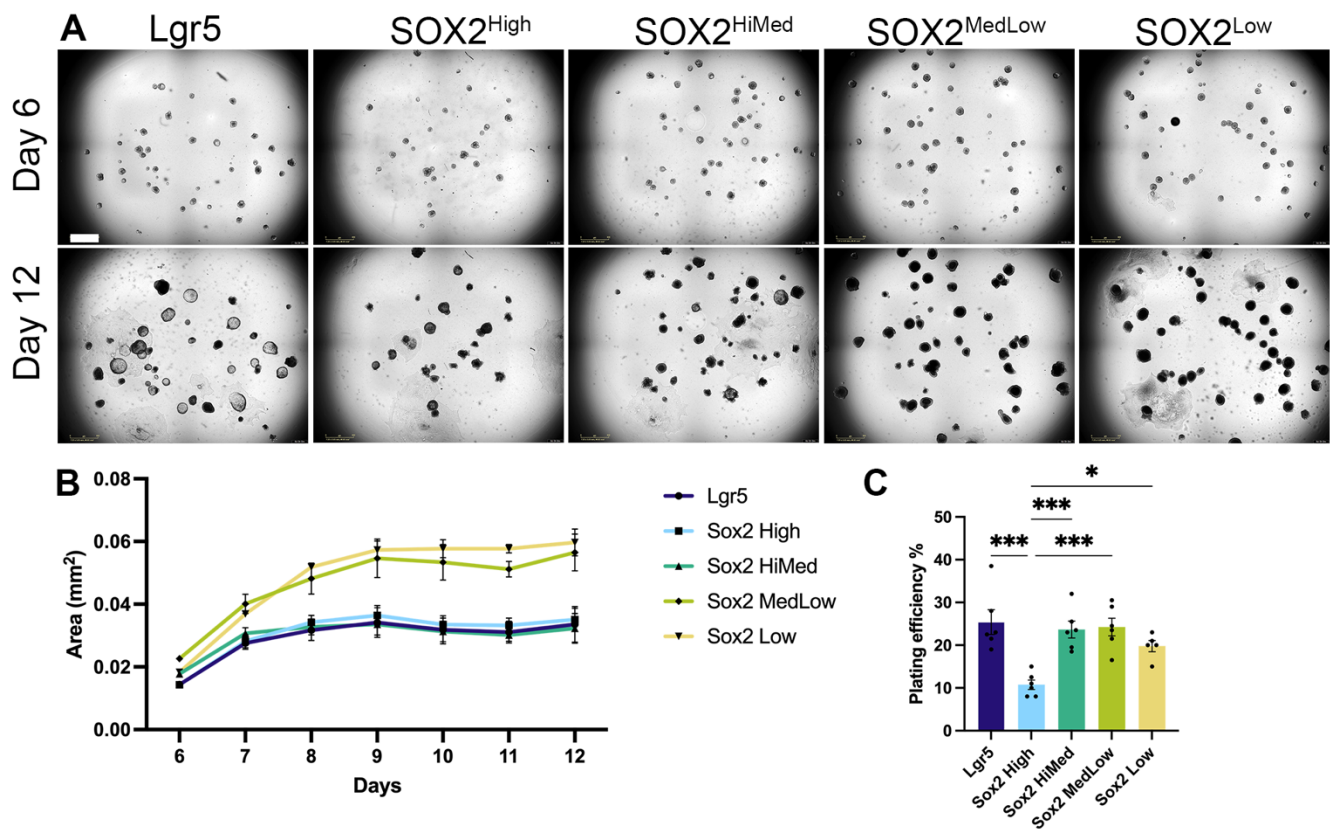 A
Lgr5 SOX2High SOX2HiMed SOX2MedLow SOX2Low
Day 6
Day 12
B
0.08
0.06
0.04
0.02
0.00
Area (mm2)
6 7 8 9 10 11 12
Days
Lgr5
Sox2 High
Sox2 HiMed
Sox2 MedLow
Sox2 Low
C
*
***
*** ***
50
40
30
20
10
0
Plating efficiency %
Lgr5
Sox2 High
Sox2 HiMed
Sox2 MedLow
Sox2 Low